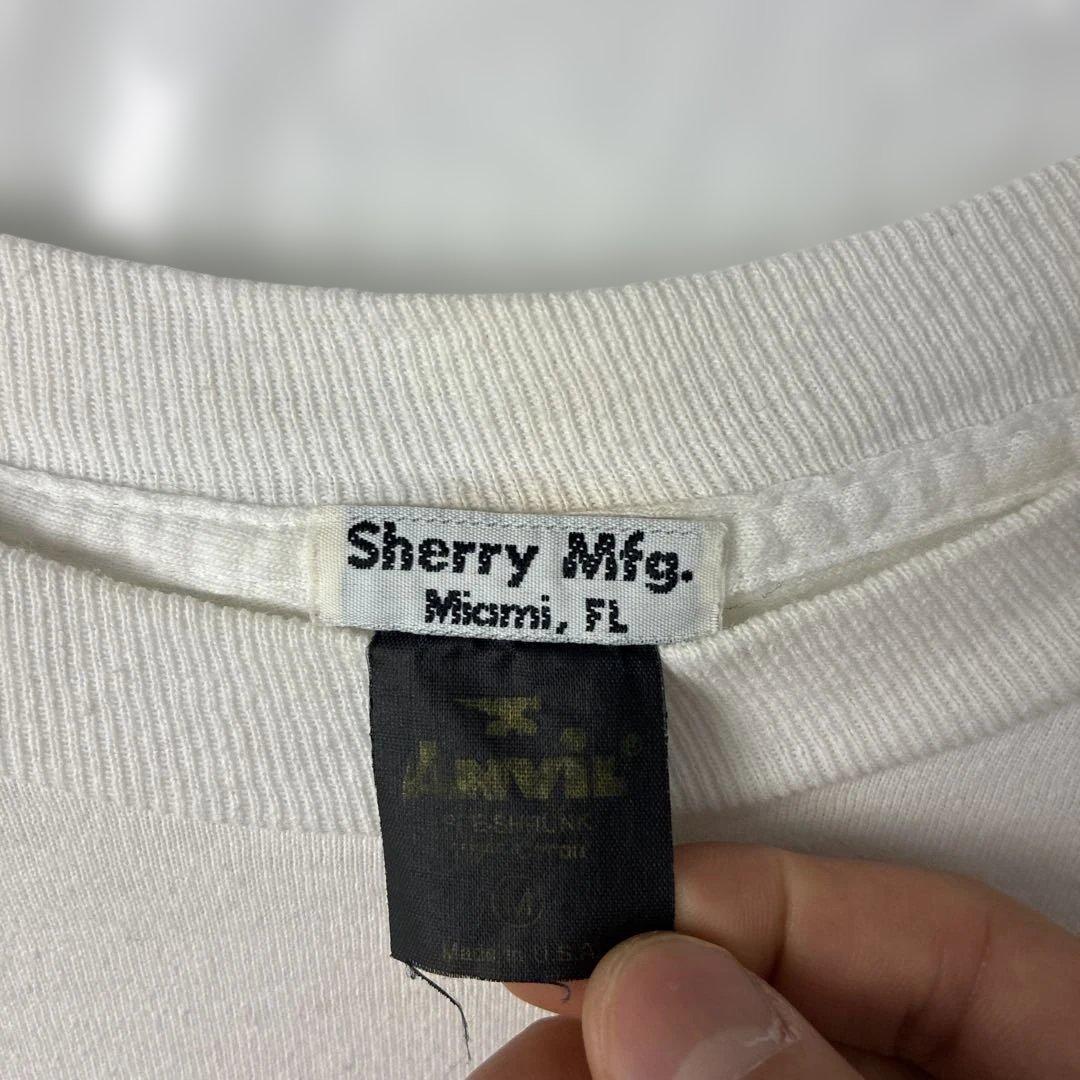 Sherry Mfg.
Miami, FL
Anvil®
PRESHRUNK
Made in U.S.A